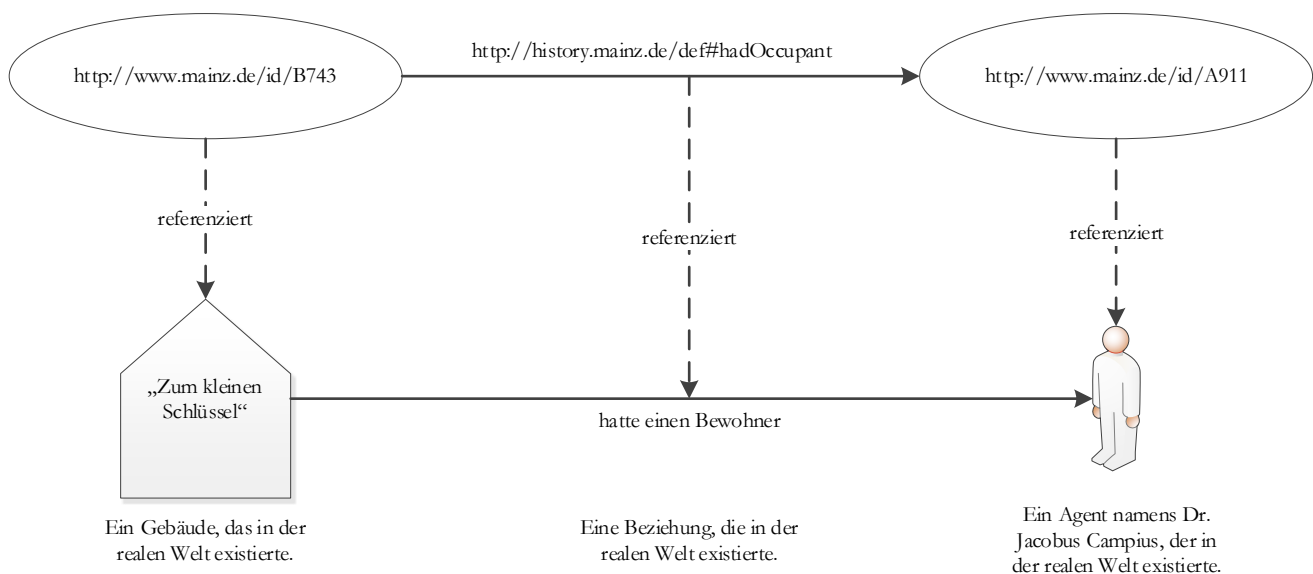 http://history.mainz.de/def#hadOccupant
http://www.mainz.de/id/B743
http://www.mainz.de/id/A911
referenziert
referenziert
referenziert
„Zum kleinen
Schlüssel“
hatte einen Bewohner
Ein Gebäude, das in der
realen Welt existierte.
Eine Beziehung, die in der
realen Welt existierte.
Ein Agent namens Dr.
Jacobus Campius, der in
der realen Welt existierte.